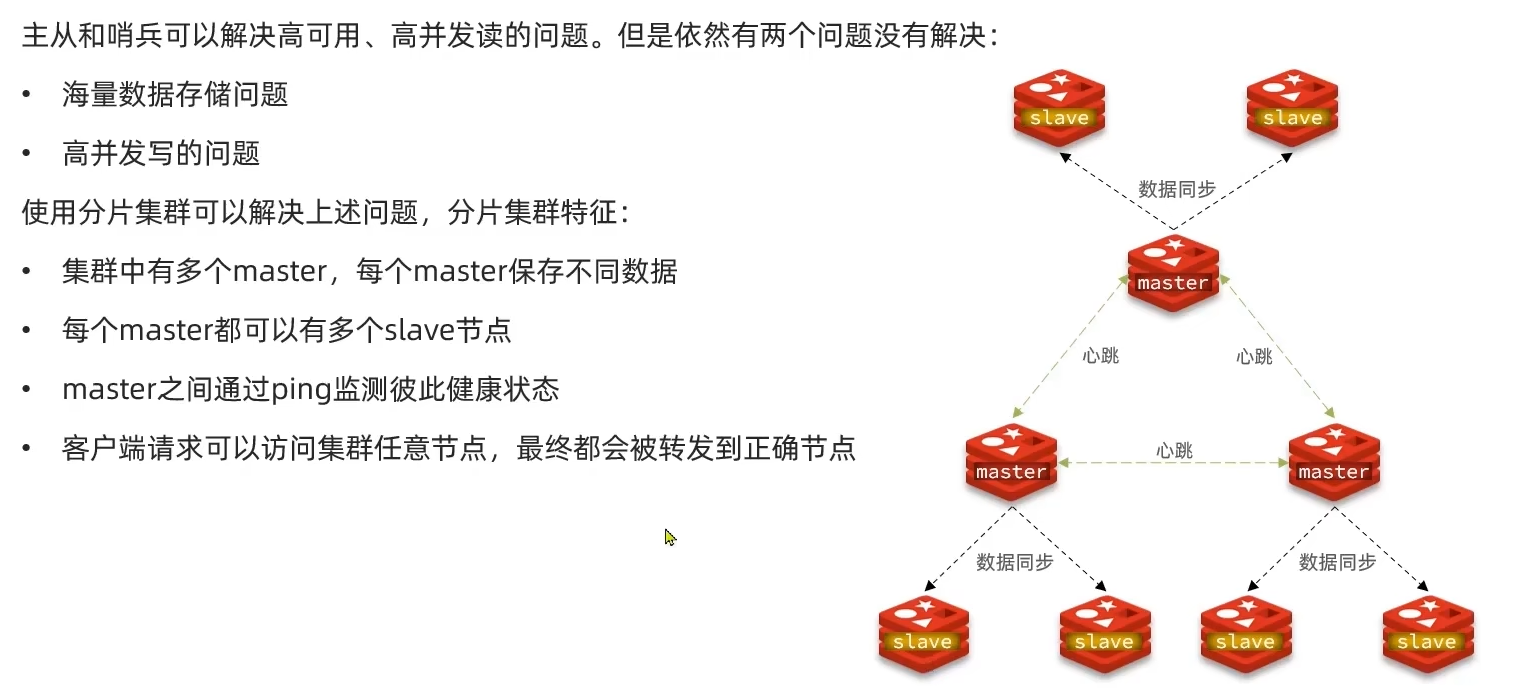 主从和哨兵可以解决高可用、高并发读的问题。但是依然有两个问题没有解决：
• 海量数据存储问题
• 高并发写的问题
使用分片集群可以解决上述问题，分片集群特征：
• 集群中有多个master，每个master保存不同数据
• 每个master都可以有多个slave节点
• master之间通过ping监测彼此健康状态
• 客户端请求可以访问集群任意节点，最终都会被转发到正确节点
slave
slave
数据同步
master
心跳
心跳
master
心跳
master
数据同步
数据同步
slave
slave
slave
slave